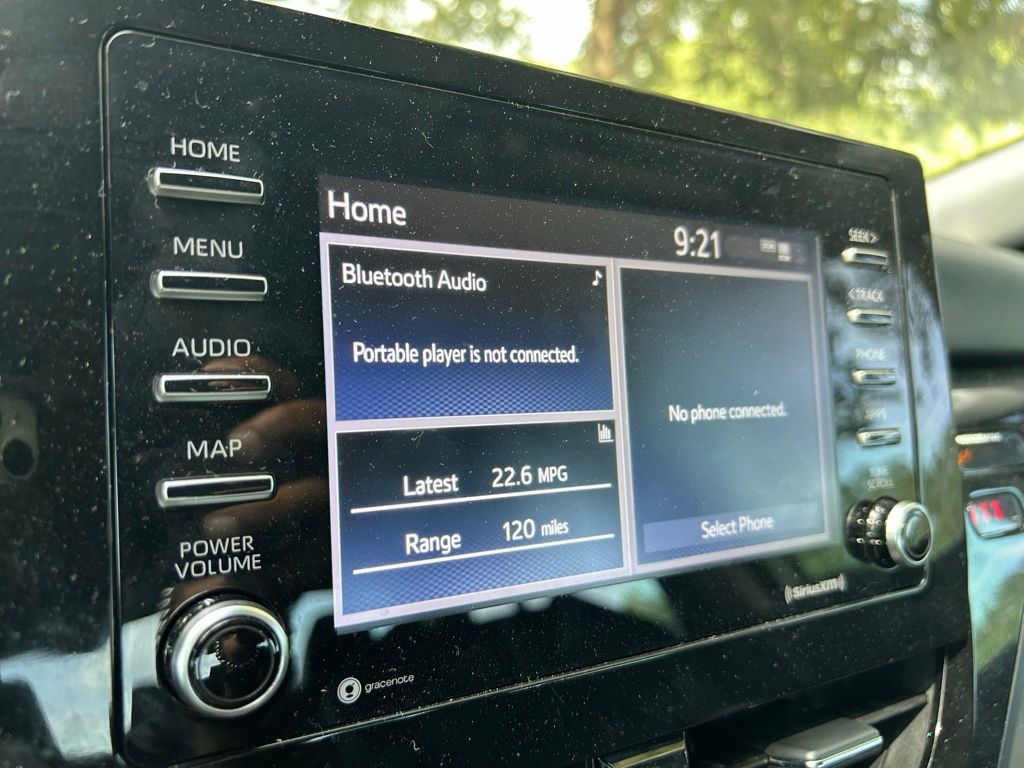 HOME
MENU
AUDIO
MAP
POWER
VOLUME
Home
9:21
Bluetooth Audio
Portable player is not connected.
Latest 22.6 MPG
Range 120 miles
No phone connected.
Select Phone
SEEK >
< TRACK
PHONE
APPS
TUNE
SCROLL
((SiriusXM))
gracenote